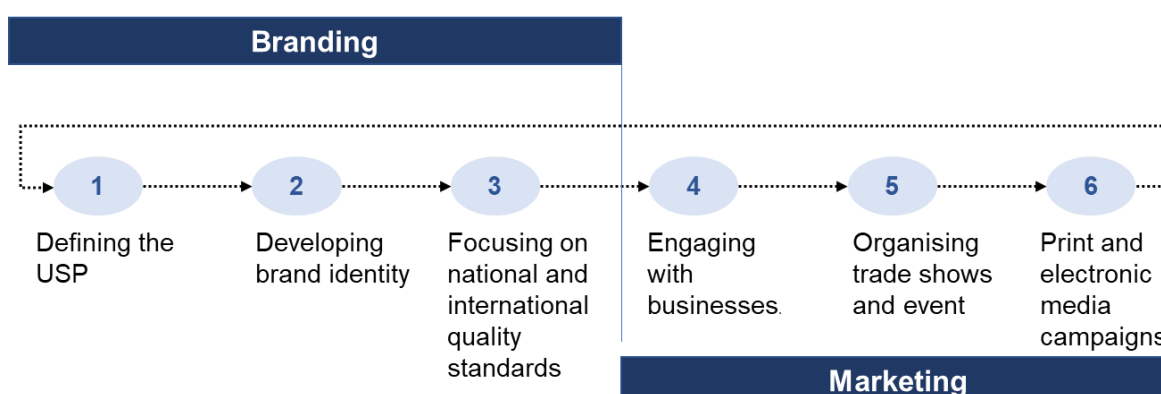 Branding
1
2
3
4
5
6
Defining the
USP
Developing
brand identity
Focusing on
national and
international
quality
standards
Engaging
with
businesses.
Organising
trade shows
and event
Print and
electronic
media
campaigns
Marketing